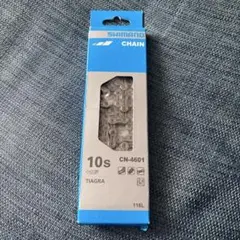 SHIMANO
CHAIN
10s
CN-4601
TIAGRA
116L